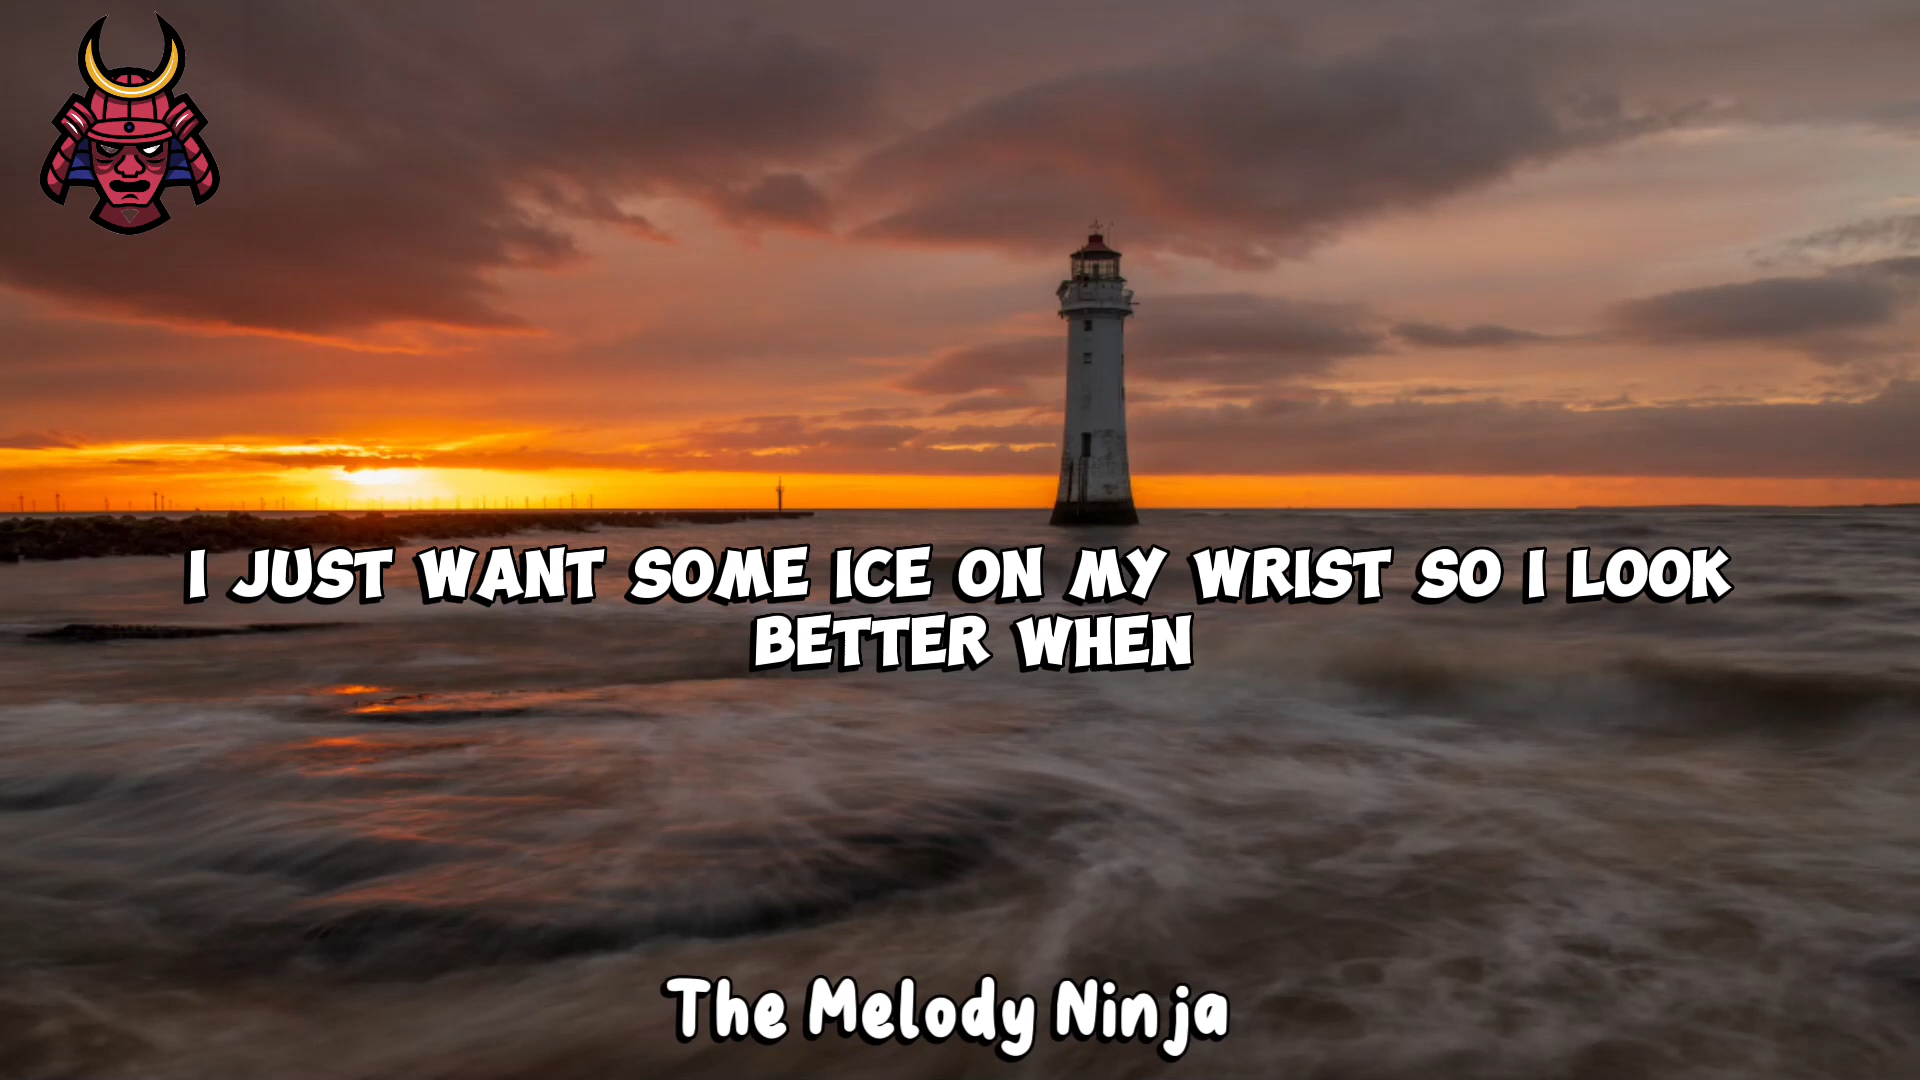 I JUST WANT SOME ICE ON MY WRIST SO I LOOK
BETTER WHEN
The Melody Ninja